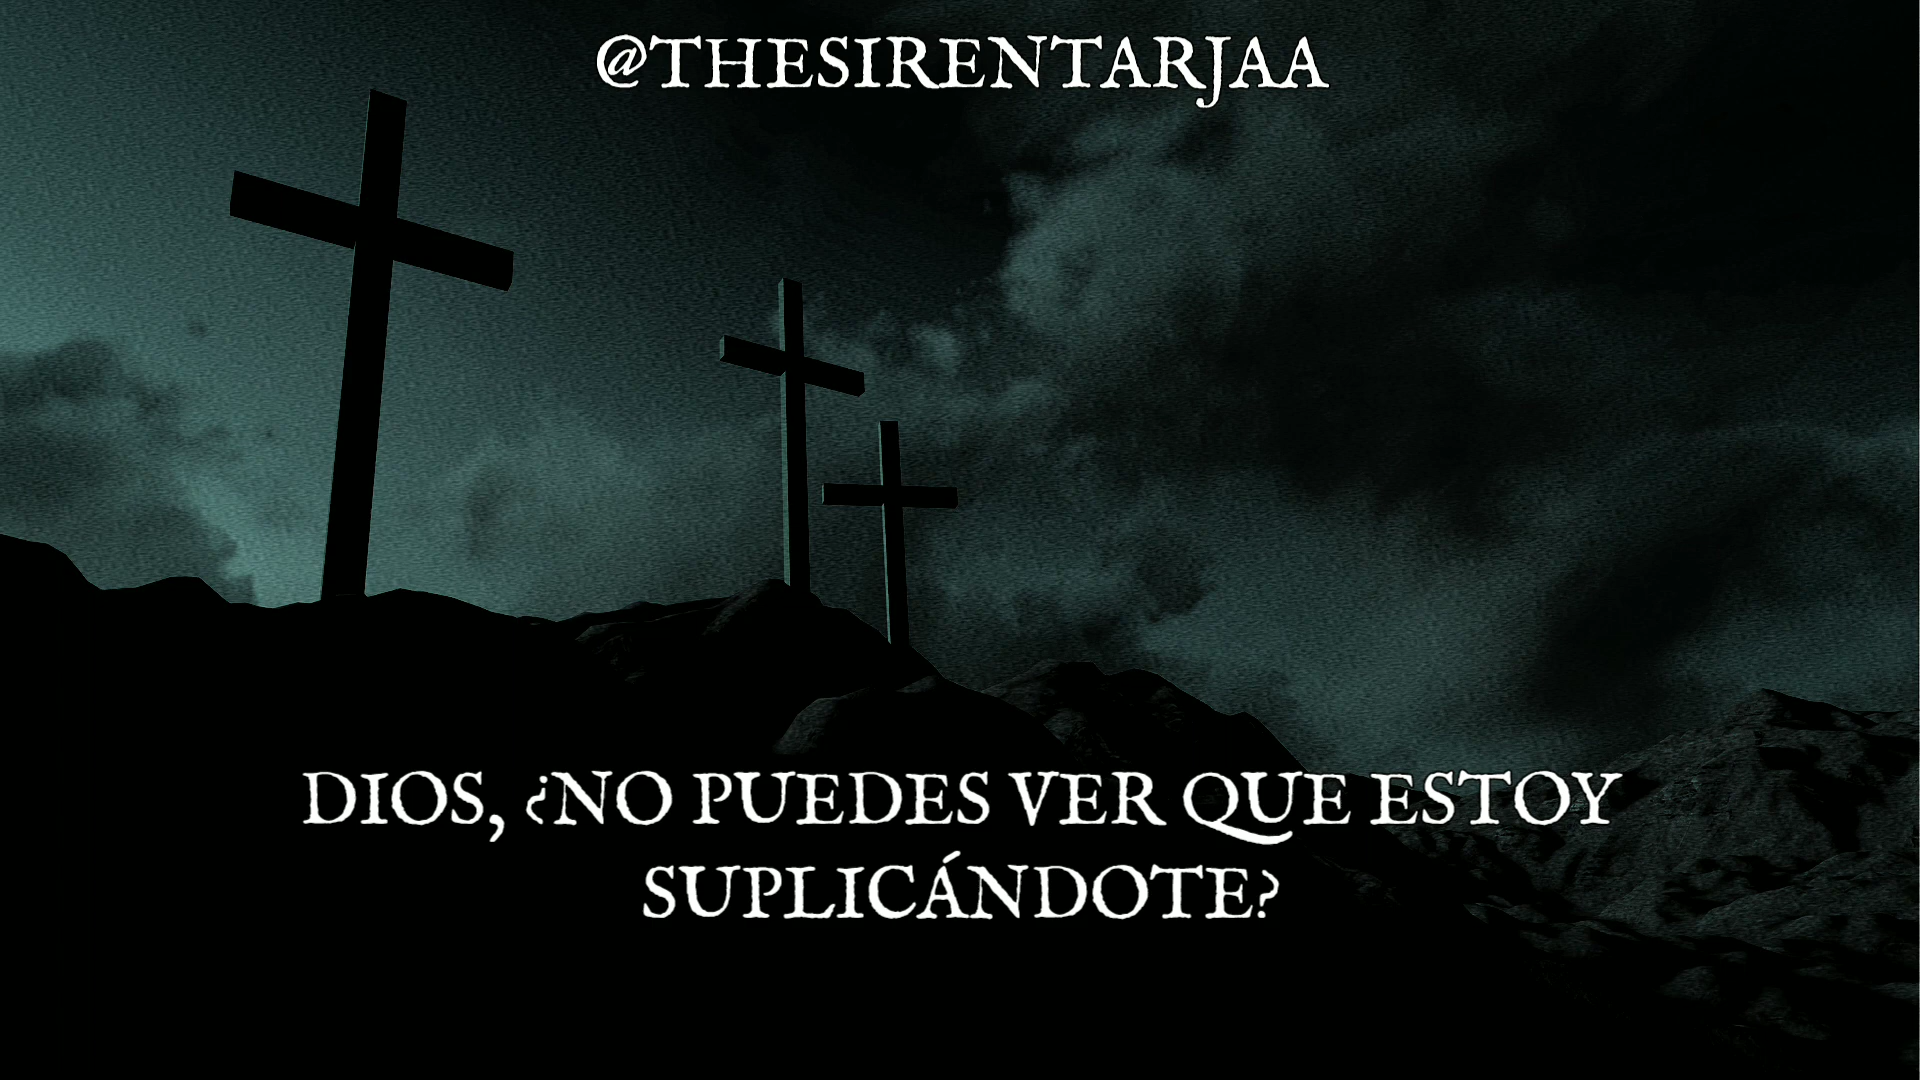 @THESIRENTARJAA
DIOS, ¿NO PUEDES VER QUE ESTOY
SUPLICÁNDOTE?